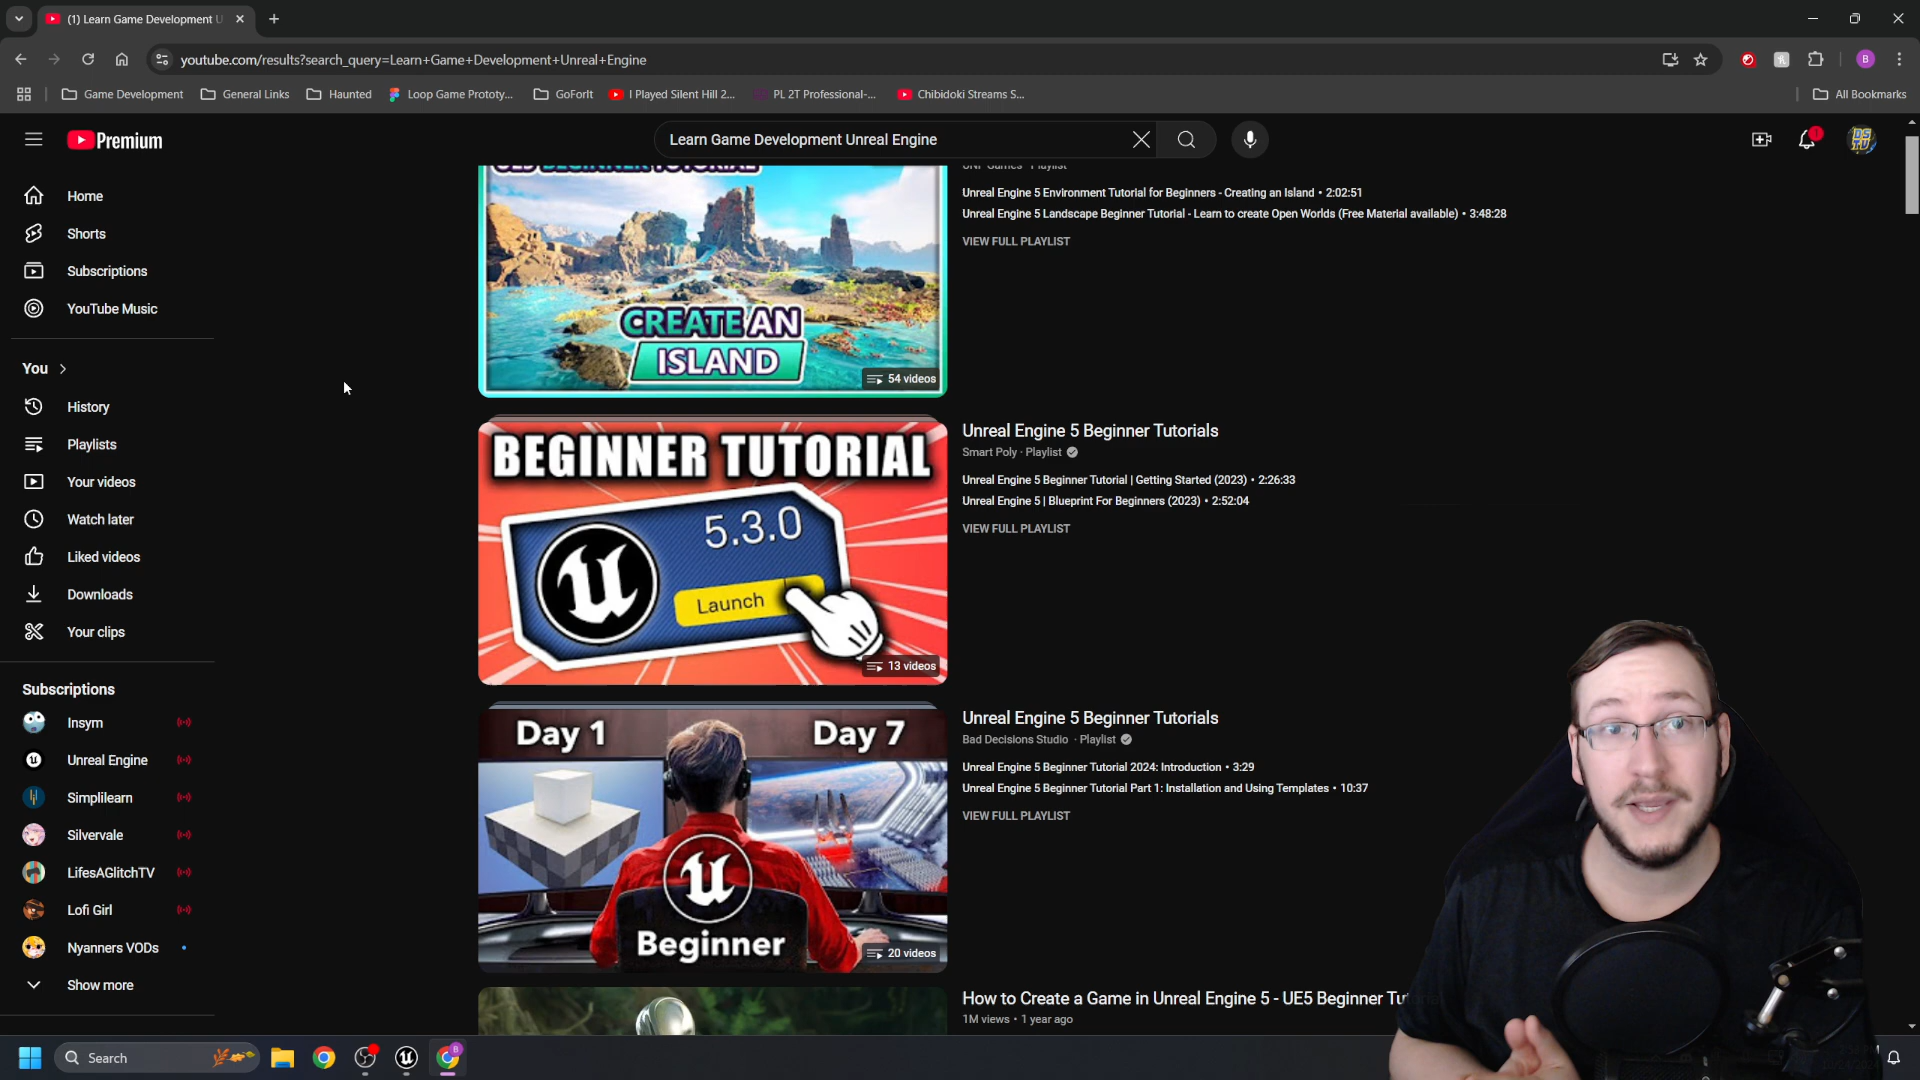 (1) Learn Game Development U
youtube.com/results?search_query=Learn+Game+Development+Unreal+Engine
Game Development
General Links
Haunted
Loop Game Prototy...
GoForIt
I Played Silent Hill 2...
PL 2T Professional-...
Chibidoki Streams S...
All Bookmarks
B
Premium
Learn Game Development Unreal Engine
1
Home
Shorts
Subscriptions
YouTube Music
You
History
Playlists
Your videos
Watch later
Liked videos
Downloads
Your clips
Subscriptions
Insym
Unreal Engine
Simplilearn
Silvervale
LifesAGlitchTV
Lofi Girl
Nyanners VODs
Show more
OLD BEGINNER TUTORIAL
CREATE AN
ISLAND
54 videos
Unreal Engine 5 Environment Tutorial for Beginners - Creating an Island • 2:02:51
Unreal Engine 5 Landscape Beginner Tutorial - Learn to create Open Worlds (Free Material available) • 3:48:28
VIEW FULL PLAYLIST
BEGINNER TUTORIAL
5.3.0
Launch
13 videos
Unreal Engine 5 Beginner Tutorials
Smart Poly · Playlist
Unreal Engine 5 Beginner Tutorial | Getting Started (2023) • 2:26:33
Unreal Engine 5 | Blueprint For Beginners (2023) • 2:52:04
VIEW FULL PLAYLIST
Day 1
Day 7
Beginner
20 videos
Unreal Engine 5 Beginner Tutorials
Bad Decisions Studio · Playlist
Unreal Engine 5 Beginner Tutorial 2024: Introduction • 3:29
Unreal Engine 5 Beginner Tutorial Part 1: Installation and Using Templates • 10:37
VIEW FULL PLAYLIST
How to Create a Game in Unreal Engine 5 - UE5 Beginner Tu
1M views • 1 year ago
Search
B